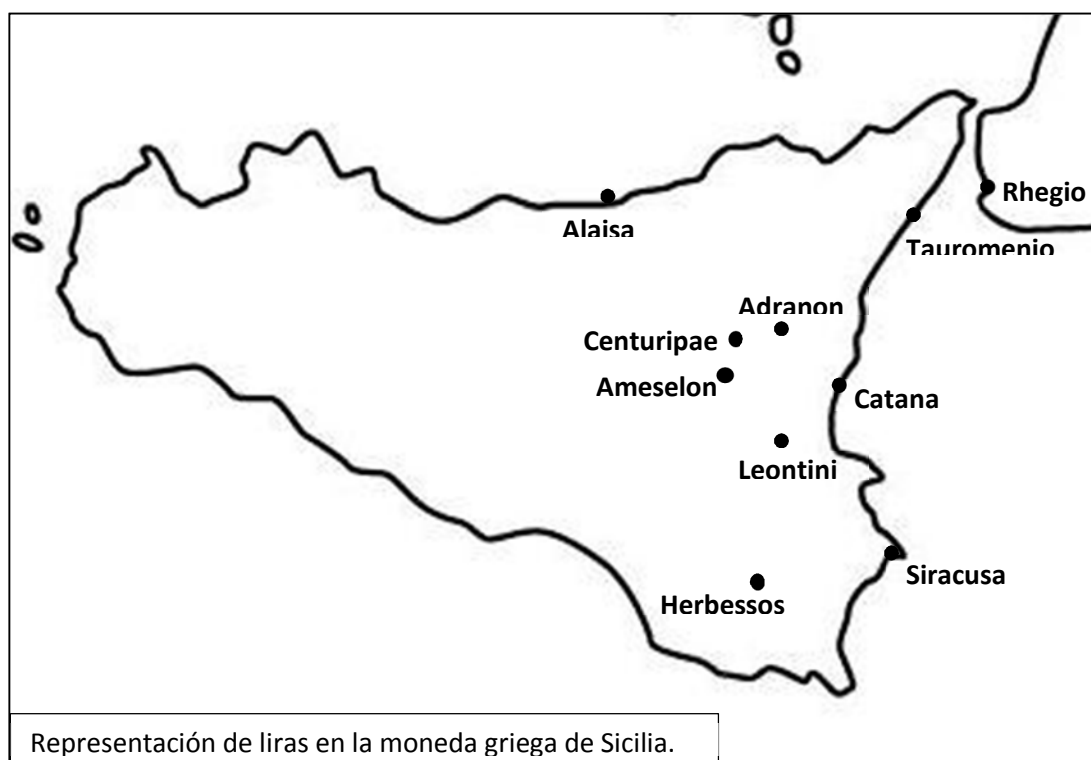 Rhegio
Alaisa
Tauromenio
Adranon
Centuripae
Ameselon
Catana
Leontini
Siracusa
Herbessos
Representación de liras en la moneda griega de Sicilia.